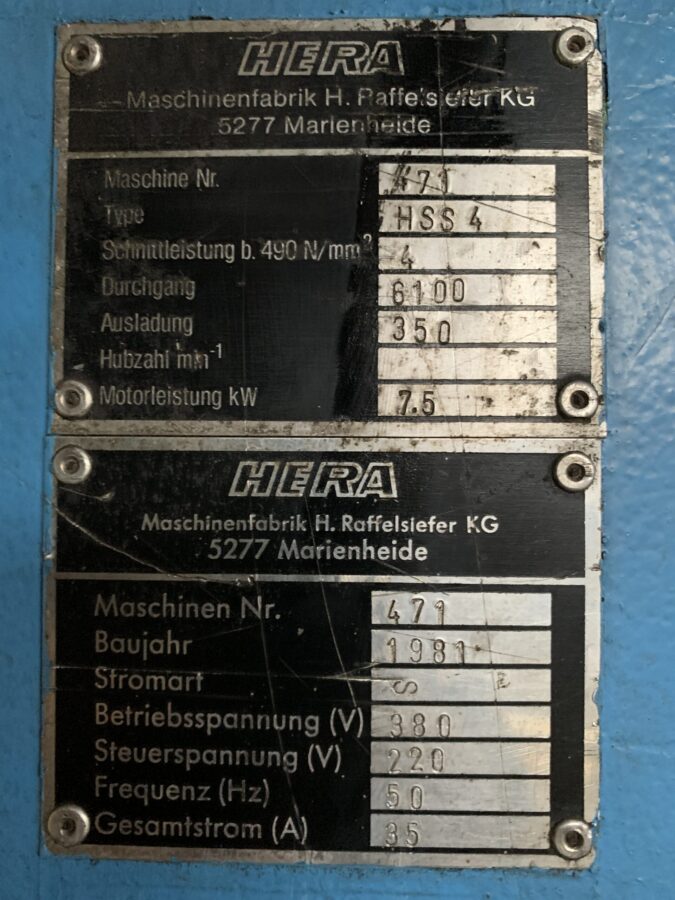 HERA
Maschinenfabrik H. Raffelsiefer KG
5277 Marienheide
Maschine Nr. 471
Type HSS 4
Schnittleistung b. 490 N/mm² 4
Durchgang 6100
Ausladung 350
Hubzahl min⁻¹
Motorleistung kW 7.5
HERA
Maschinenfabrik H. Raffelsiefer KG
5277 Marienheide
Maschinen Nr. 471
Baujahr 1981
Stromart
Betriebsspannung (V) 380
Steuerspannung (V) 220
Frequenz (Hz) 50
Gesamtstrom (A) 35